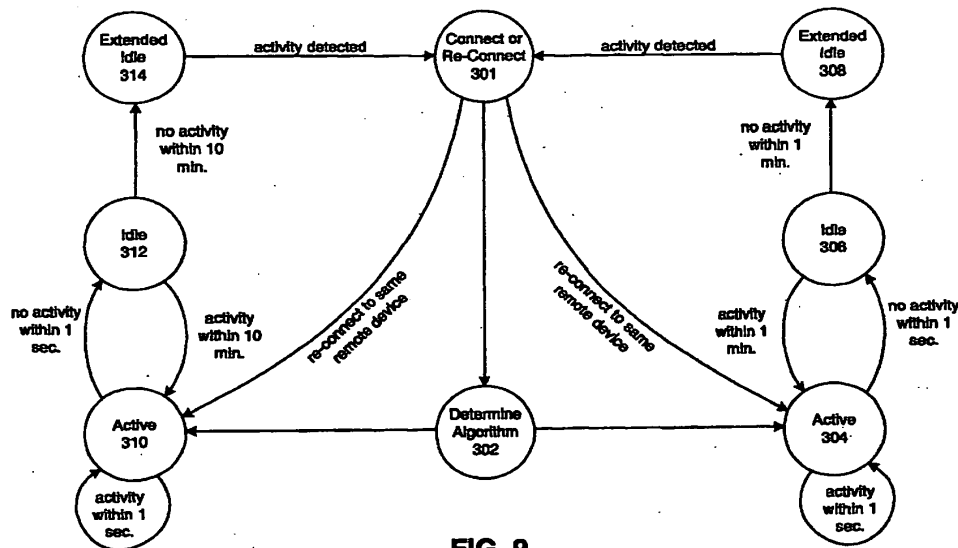 Extended
Idle
314
activity detected
Connect or
Re-Connect
301
activity detected
Extended
Idle
308
no activity
within 10
min.
no activity
within 1
min.
Idle
312
Idle
306
no activity
within 1
sec.
activity
within 10
min.
re-connect to same
remote device
re-connect to same
remote device
activity
within 1
min.
no activity
within 1
sec.
Active
310
Determine
Algorithm
302
Active
304
activity
within 1
sec.
activity
within 1
sec.